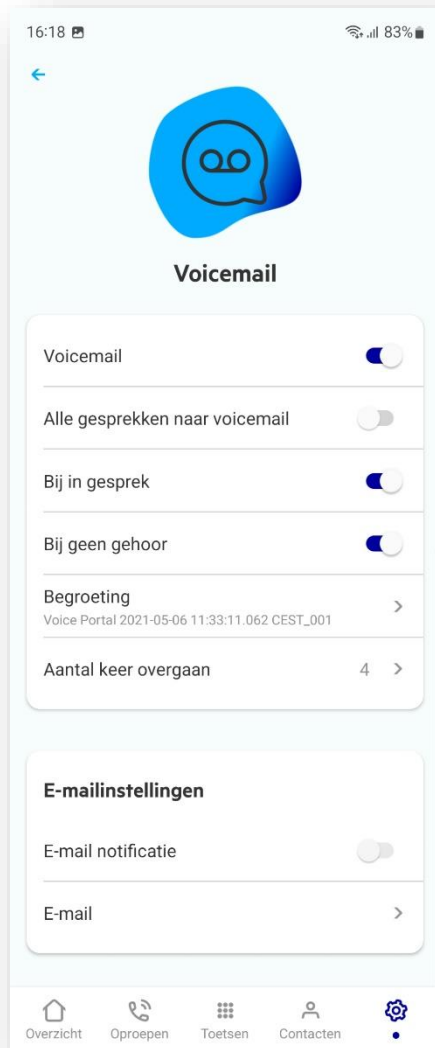 16:18 83%
Voicemail
Voicemail
Alle gesprekken naar voicemail
Bij in gesprek
Bij geen gehoor
Begroeting
Voice Portal 2021-05-06 11:33:11.062 CEST_001
Aantal keer overgaan 4
E-mailinstellingen
E-mail notificatie
E-mail
Overzicht Oproepen Toetsen Contacten